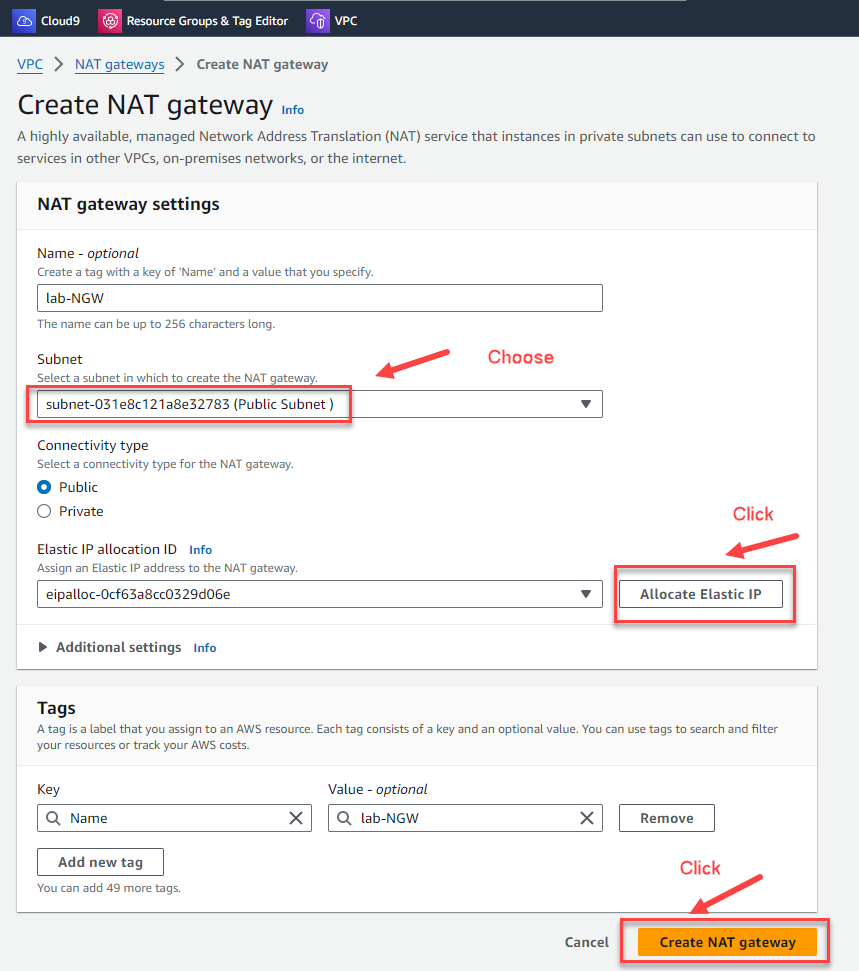 Cloud9 Resource Groups & Tag Editor VPC
VPC > NAT gateways > Create NAT gateway
Create NAT gateway Info
A highly available, managed Network Address Translation (NAT) service that instances in private subnets can use to connect to
services in other VPCs, on-premises networks, or the internet.
NAT gateway settings
Name - optional
Create a tag with a key of 'Name' and a value that you specify.
lab-NGW
The name can be up to 256 characters long.
Subnet
Select a subnet in which to create the NAT gateway.
Choose
subnet-031e8c121a8e32783 (Public Subnet )
Connectivity type
Select a connectivity type for the NAT gateway.
Public
Private
Click
Elastic IP allocation ID Info
Assign an Elastic IP address to the NAT gateway.
eipalloc-0cf63a8cc0329d06e
Allocate Elastic IP
Additional settings Info
Tags
A tag is a label that you assign to an AWS resource. Each tag consists of a key and an optional value. You can use tags to search and filter
your resources or track your AWS costs.
Key Value - optional
Name lab-NGW Remove
Add new tag
You can add 49 more tags.
Click
Cancel Create NAT gateway